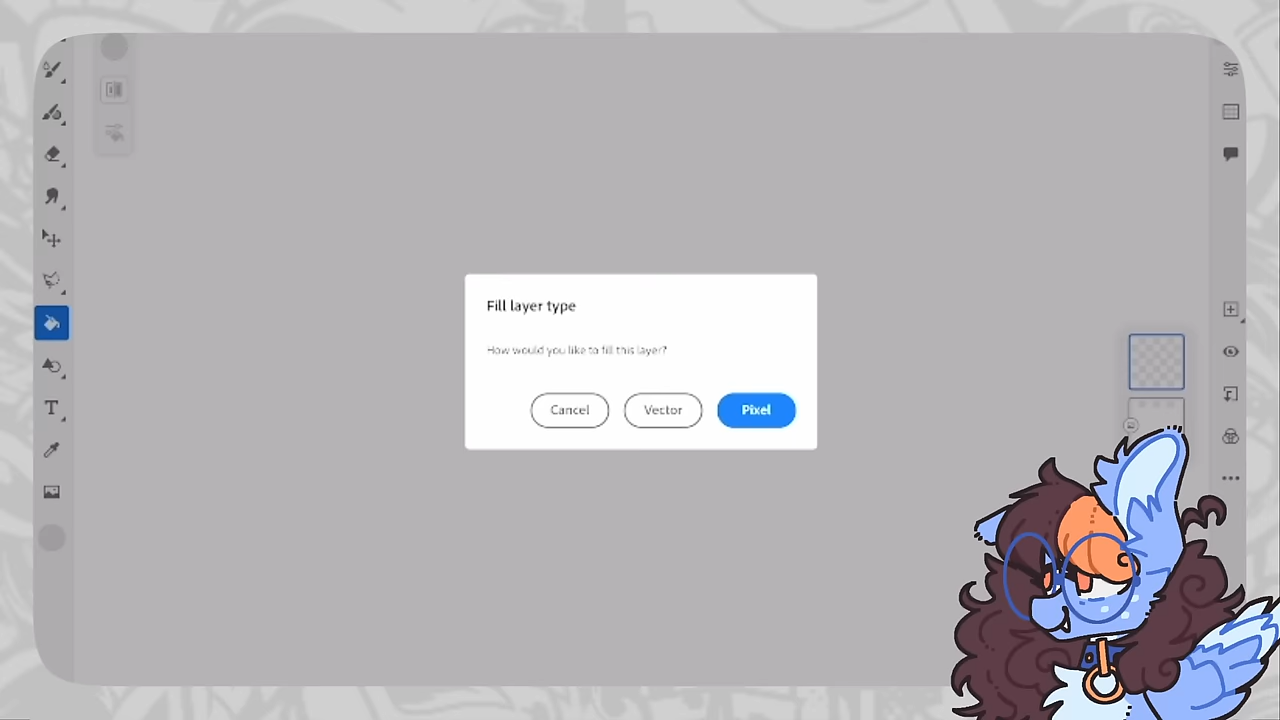 Fill layer type
How would you like to fill this layer?
Cancel
Vector
Pixel
T